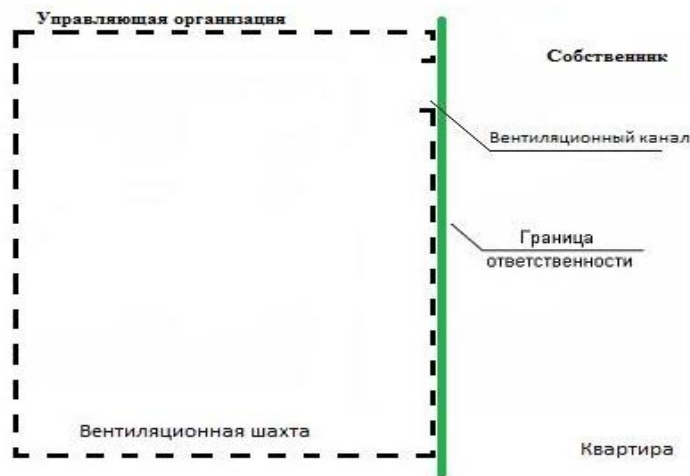 Управляющая организация
Собственник
Вентиляционный канал
Граница
ответственности
Вентиляционная шахта
Квартира